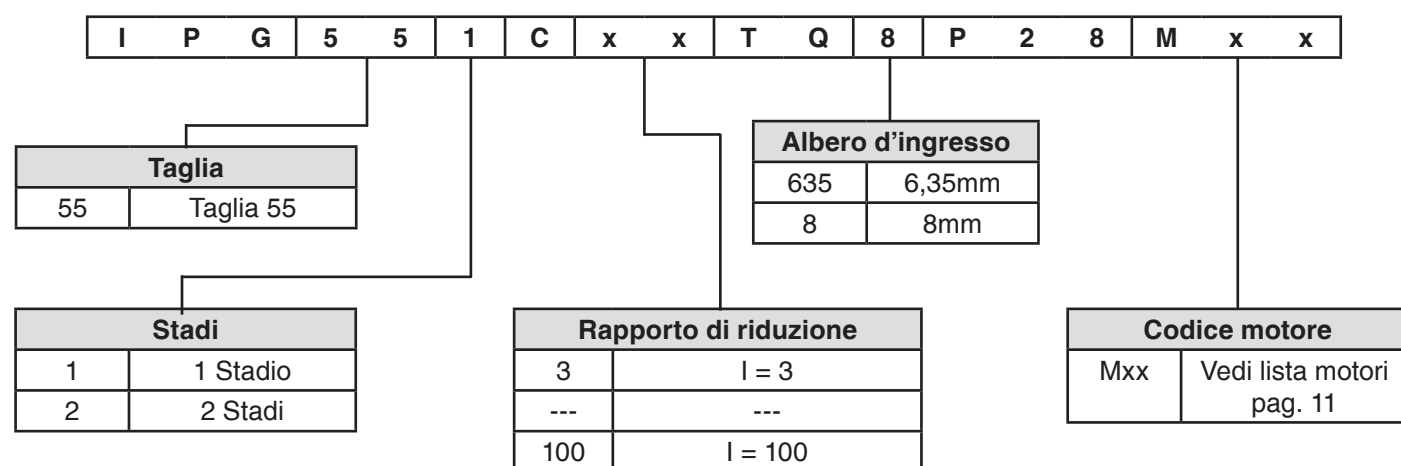 I P G 5 5 1 C x x T Q 8 P 2 8 M x x
Taglia
55 Taglia 55
Albero d'ingresso
635 6,35mm
8 8mm
Stadi
1 1 Stadio
2 2 Stadi
Rapporto di riduzione
3 I = 3
--- ---
100 I = 100
Codice motore
Mxx Vedi lista motori
pag. 11